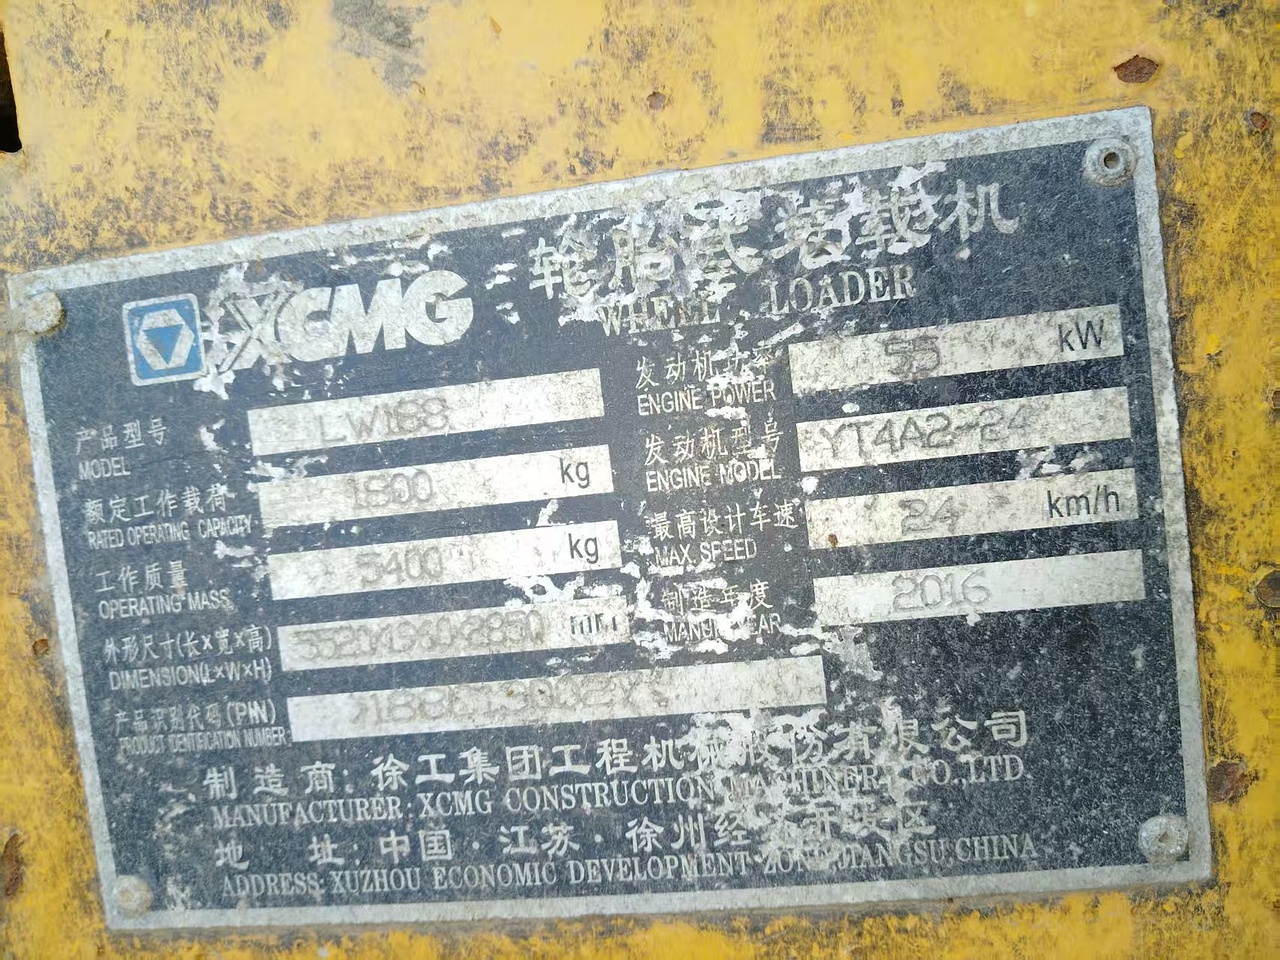 XCMG 轮胎式装载机
WHEEL LOADER
产品型号 LW188
MODEL
额定工作载荷 1800 kg
RATED OPERATING CAPACITY
工作质量 5400 kg
OPERATING MASS
外形尺寸(长×宽×高) mm
DIMENSION(L×W×H)
产品识别代码(PIN)
PRODUCT IDENTIFICATION NUMBER
发动机功率 55 kW
ENGINE POWER
发动机型号 YT4A2-24
ENGINE MODEL
最高设计车速 24 km/h
MAX. SPEED
制造年度 2016
制造商:徐工集团工程机械股份有限公司
MANUFACTURER:XCMG CONSTRUCTION MACHINERY CO.,LTD.
地 址:中国·江苏·徐州经济开发区
ADDRESS:XUZHOU ECONOMIC DEVELOPMENT ZONE JIANGSU CHINA